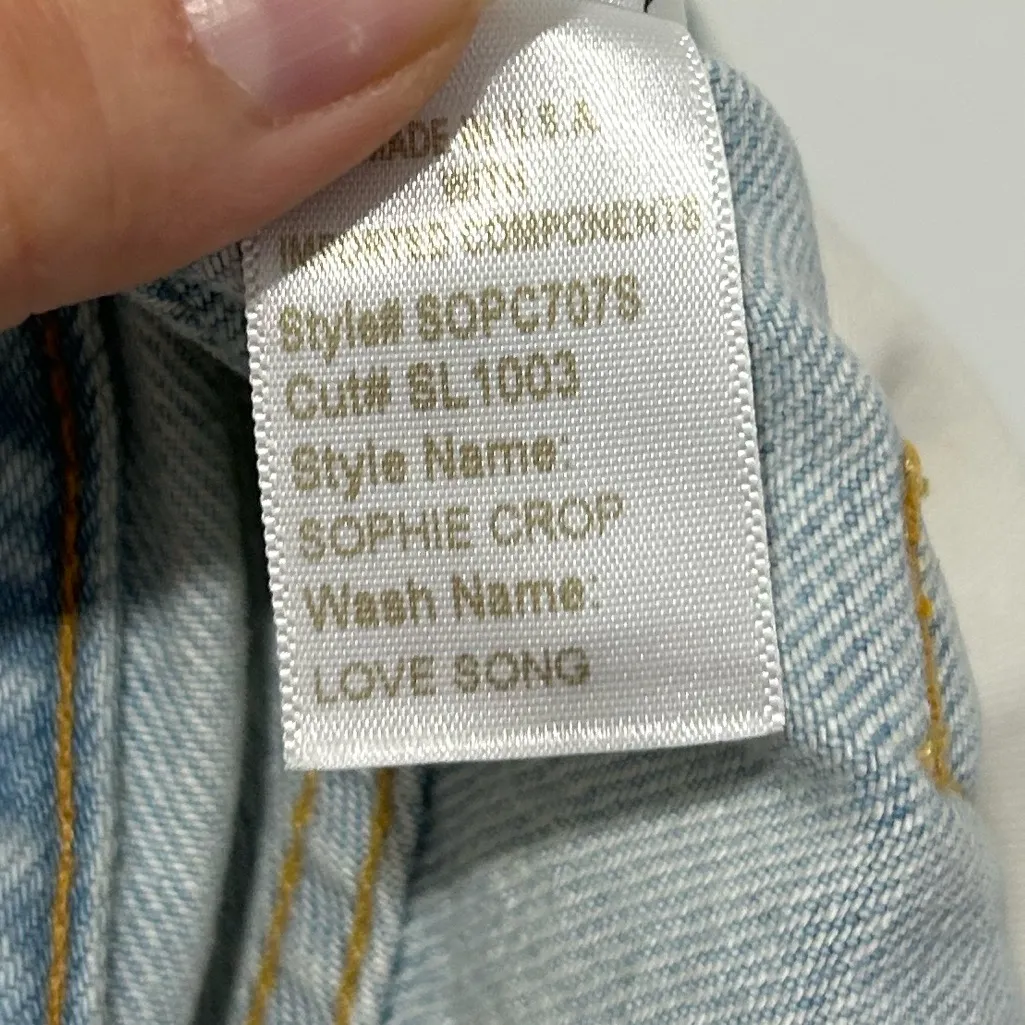 MADE IN U.S.A.
WITH
IMPORTED COMPONENTS
Style# SOPC707S
Cut# SL1003
Style Name:
SOPHIE CROP
Wash Name:
LOVE SONG